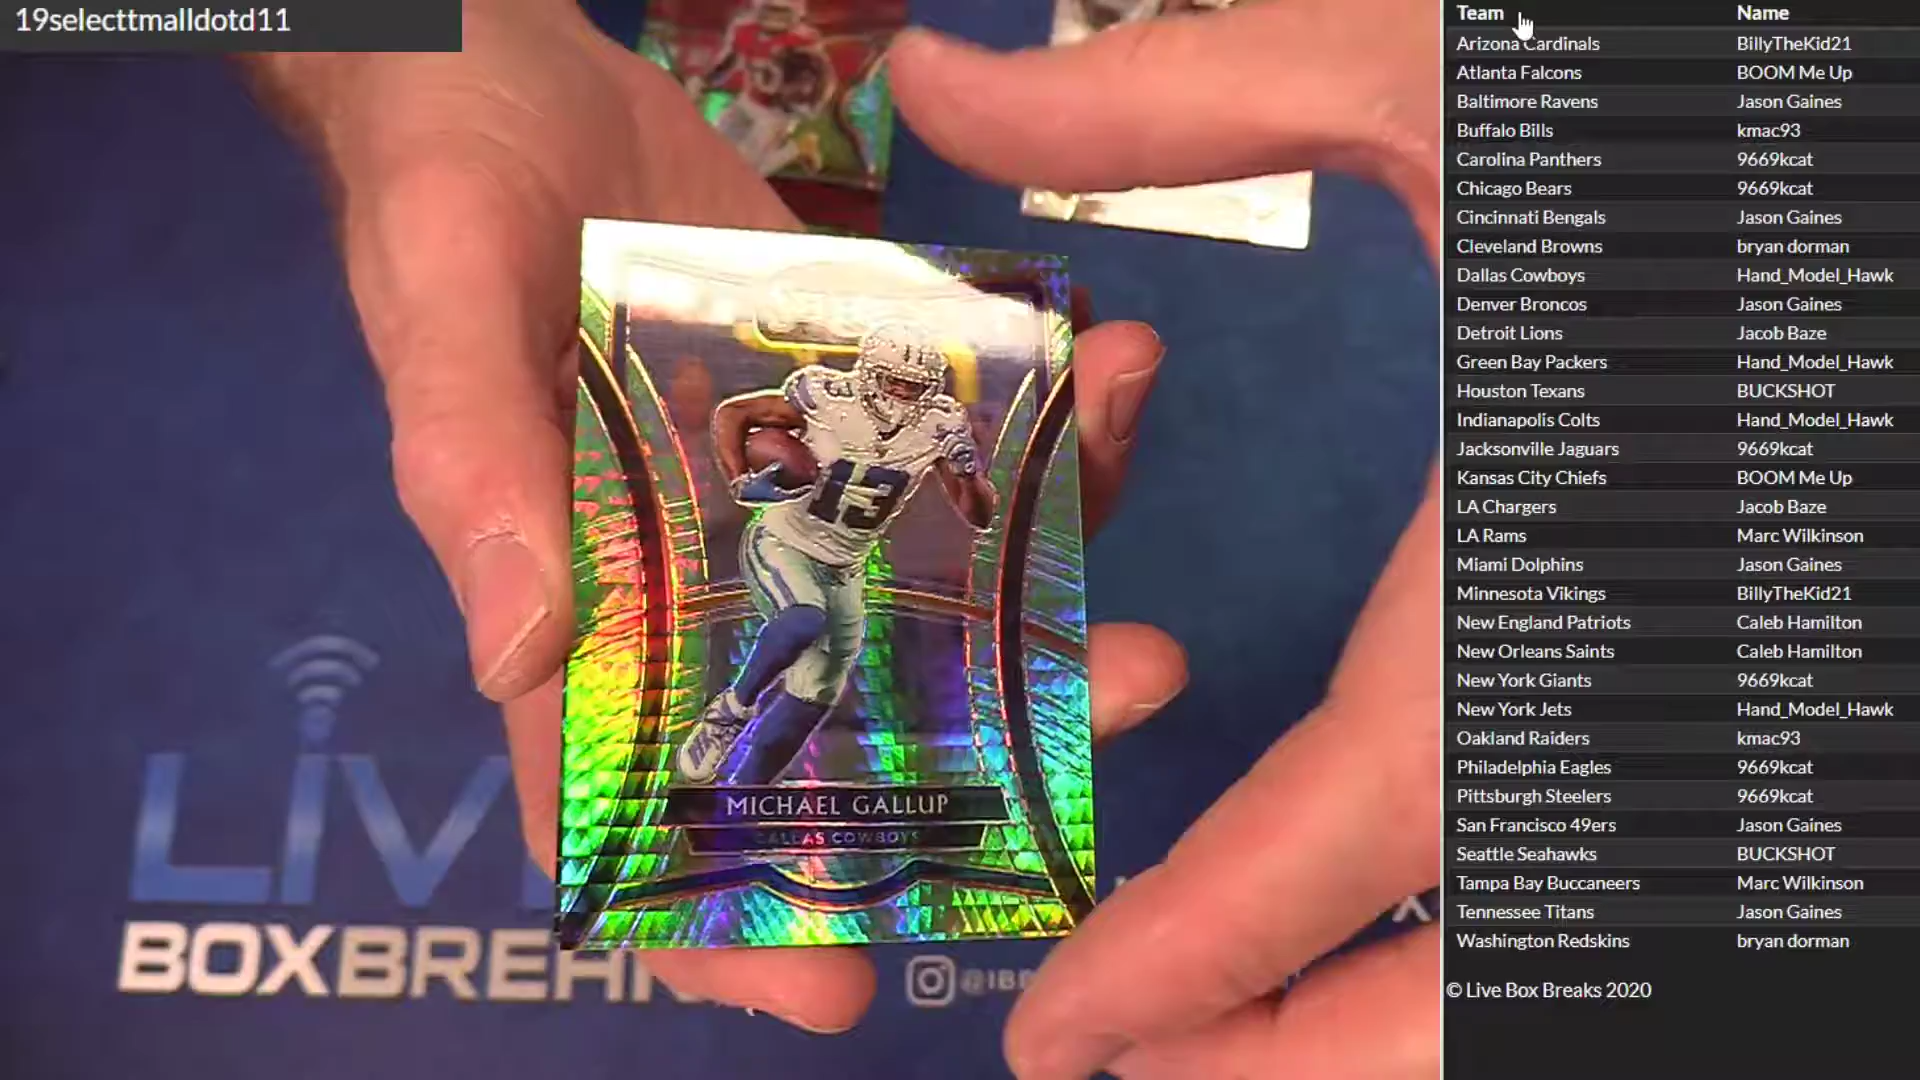 19selecttmalldotd11
Team Name
Arizona Cardinals BillyTheKid21
Atlanta Falcons BOOM Me Up
Baltimore Ravens Jason Gaines
Buffalo Bills kmac93
Carolina Panthers 9669kcat
Chicago Bears 9669kcat
Cincinnati Bengals Jason Gaines
Cleveland Browns bryan dorman
Dallas Cowboys Hand_Model_Hawk
Denver Broncos Jason Gaines
Detroit Lions Jacob Baze
Green Bay Packers Hand_Model_Hawk
Houston Texans BUCKSHOT
Indianapolis Colts Hand_Model_Hawk
Jacksonville Jaguars 9669kcat
Kansas City Chiefs BOOM Me Up
LA Chargers Jacob Baze
LA Rams Marc Wilkinson
Miami Dolphins Jason Gaines
Minnesota Vikings BillyTheKid21
New England Patriots Caleb Hamilton
New Orleans Saints Caleb Hamilton
New York Giants 9669kcat
New York Jets Hand_Model_Hawk
Oakland Raiders kmac93
Philadelphia Eagles 9669kcat
Pittsburgh Steelers 9669kcat
San Francisco 49ers Jason Gaines
Seattle Seahawks BUCKSHOT
Tampa Bay Buccaneers Marc Wilkinson
Tennessee Titans Jason Gaines
Washington Redskins bryan dorman
© Live Box Breaks 2020
13
MICHAEL GALLUP
DALLAS COWBOYS